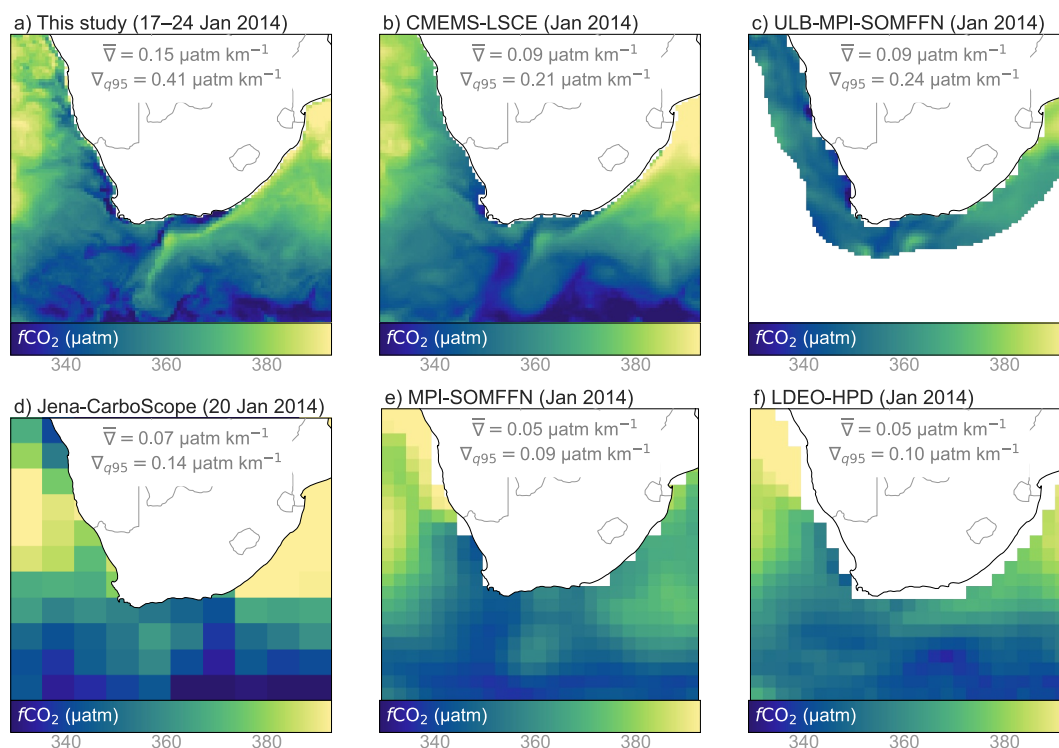 a) This study (17–24 Jan 2014)
∇̅ = 0.15 µatm km⁻¹
∇q95 = 0.41 µatm km⁻¹
fCO₂ (µatm)
340 360 380
b) CMEMS-LSCE (Jan 2014)
∇̅ = 0.09 µatm km⁻¹
∇q95 = 0.21 µatm km⁻¹
fCO₂ (µatm)
340 360 380
c) ULB-MPI-SOMFFN (Jan 2014)
∇̅ = 0.09 µatm km⁻¹
∇q95 = 0.24 µatm km⁻¹
fCO₂ (µatm)
340 360 380
d) Jena-CarboScope (20 Jan 2014)
∇̅ = 0.07 µatm km⁻¹
∇q95 = 0.14 µatm km⁻¹
fCO₂ (µatm)
340 360 380
e) MPI-SOMFFN (Jan 2014)
∇̅ = 0.05 µatm km⁻¹
∇q95 = 0.09 µatm km⁻¹
fCO₂ (µatm)
340 360 380
f) LDEO-HPD (Jan 2014)
∇̅ = 0.05 µatm km⁻¹
∇q95 = 0.10 µatm km⁻¹
fCO₂ (µatm)
340 360 380